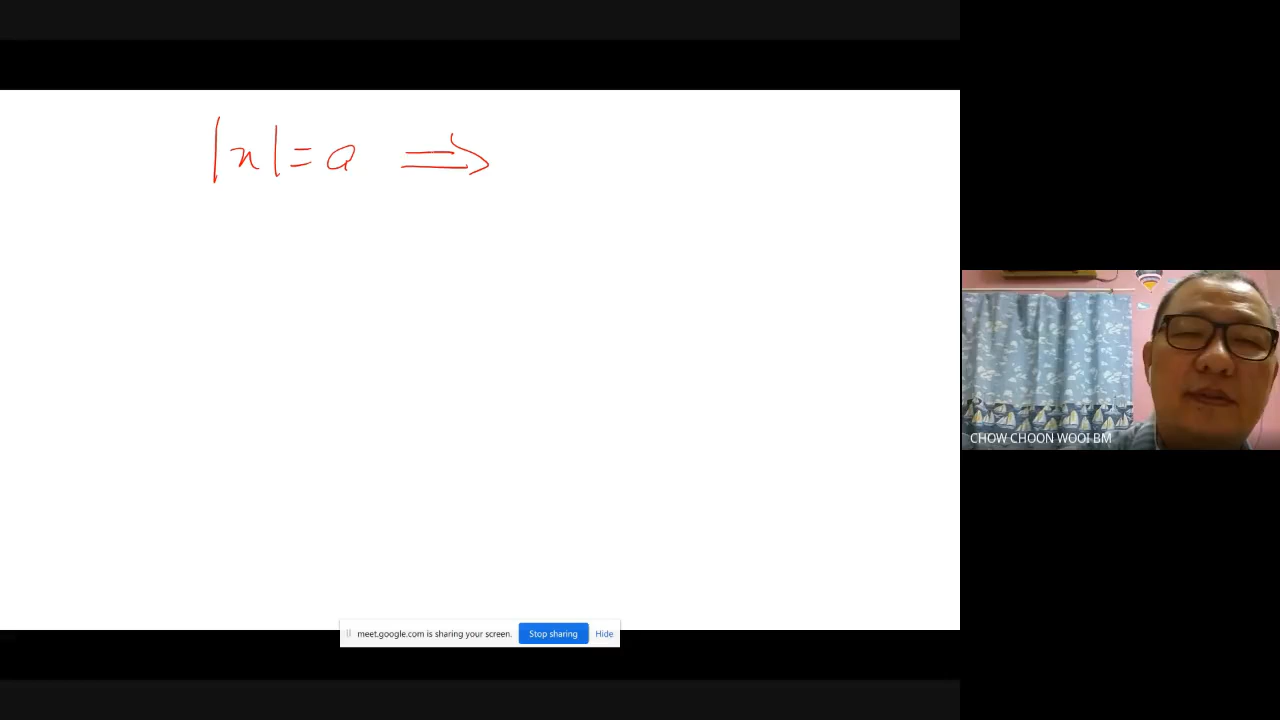 |x| = a ⟹
CHOW CHOON WOOI BM
meet.google.com is sharing your screen. Stop sharing Hide